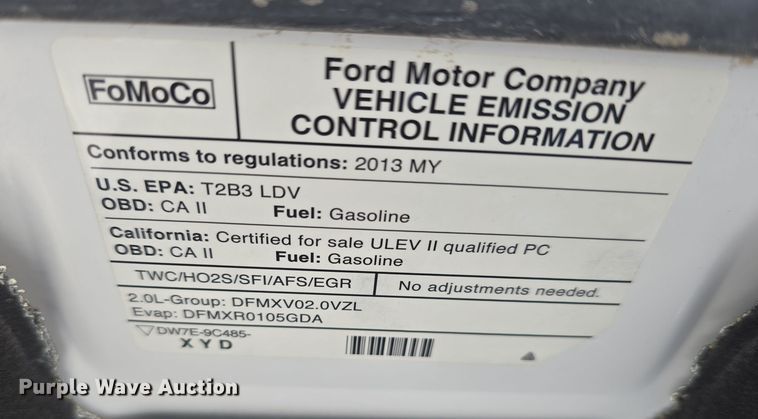 FoMoCo
Ford Motor Company
VEHICLE EMISSION
CONTROL INFORMATION
Conforms to regulations: 2013 MY
U.S. EPA: T2B3 LDV
OBD: CA II Fuel: Gasoline
California: Certified for sale ULEV II qualified PC
OBD: CA II Fuel: Gasoline
TWC/HO2S/SFI/AFS/EGR No adjustments needed.
2.0L-Group: DFMXV02.0VZL
Evap: DFMXR0105GDA
DW7E-9C485-
XYD
Purple Wave Auction